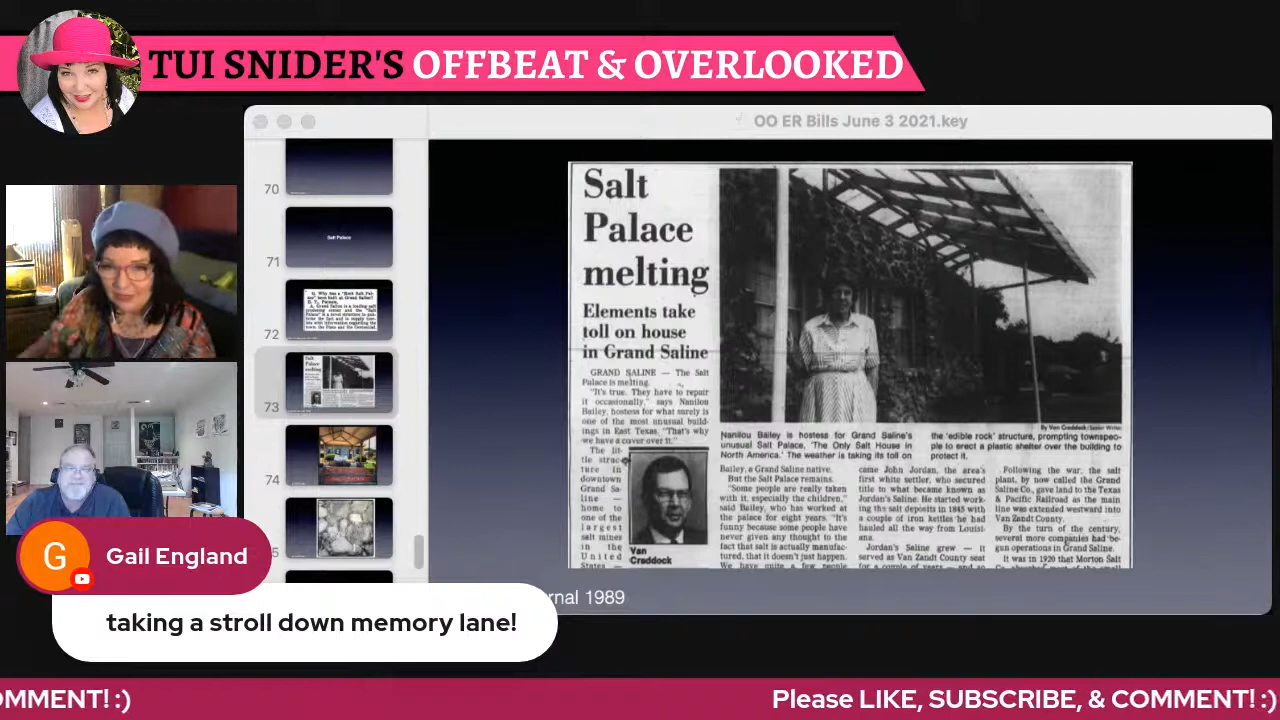 TUI SNIDER'S OFFBEAT & OVERLOOKED
OO ER Bills June 3 2021.key
70
71
Salt Palace
72
73
74
Salt
Palace
melting
Elements take
toll on house
in Grand Saline
GRAND SALINE — The Salt
Palace is melting.
"It's true. They have to repair
it occasionally," says Nanilou
Bailey, hostess for what surely is
one of the most unusual build-
ings in East Texas. "That's why
we have a cover over it."
The lit-
tle struc-
ture in
downtown
Grand Sa-
line —
home to
one of the
largest
salt mines
in the
United
States —
Van
Craddock
By Van Craddock/Senior Writer
Nanilou Bailey is hostess for Grand Saline's
unusual Salt Palace, 'The Only Salt House in
North America.' The weather is taking its toll on
the 'edible rock' structure, prompting townspeo-
ple to erect a plastic shelter over the building to
protect it.
Bailey, a Grand Saline native.
But the Salt Palace remains.
"Some people are really taken
with it, especially the children,"
said Bailey, who has worked at
the palace for eight years. "It's
funny because some people have
never given any thought to the
fact that salt is actually manufac-
tured, that it doesn't just happen.
We have quite a few people
came John Jordan, the area's
first white settler, who secured
title to what became known as
Jordan's Saline. He started work-
ing the salt deposits in 1845 with
a couple of iron kettles he had
hauled all the way from Louisi-
ana.
Jordan's Saline grew — it
served as Van Zandt County seat
for a couple of years — and so
Following the war, the salt
plant, by now called the Grand
Saline Co., gave land to the Texas
& Pacific Railroad as the main
line was extended westward into
Van Zandt County.
By the turn of the century,
several more companies had be-
gun operations in Grand Saline.
It was in 1920 that Morton Salt
rnal 1989
G
Gail England
taking a stroll down memory lane!
OMMENT! :)
Please LIKE, SUBSCRIBE, & COMMENT! :)